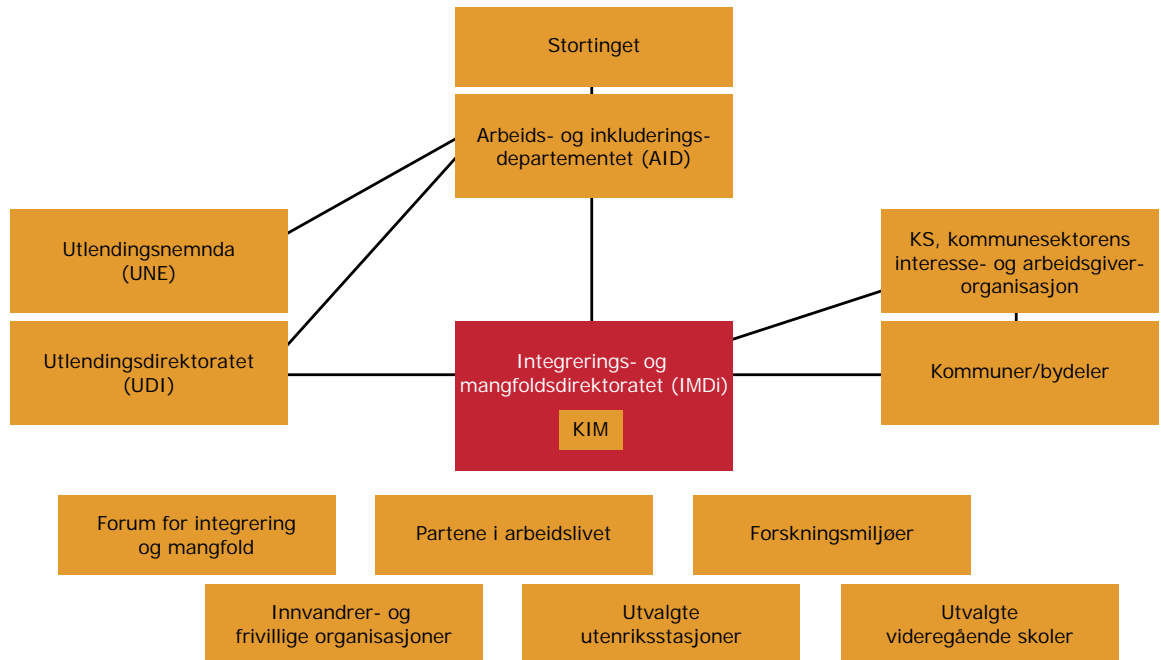 Stortinget
Arbeids- og inkluderings-
departementet (AID)
Utlendingsnemnda
(UNE)
KS, kommunesektorens
interesse- og arbeidsgiver-
organisasjon
Utlendingsdirektoratet
(UDI)
Integrerings- og
mangfoldsdirektoratet (IMDi)
KIM
Kommuner/bydeler
Forum for integrering
og mangfold
Partene i arbeidslivet
Forskningsmiljøer
Innvandrer- og
frivillige organisasjoner
Utvalgte
utenriksstasjoner
Utvalgte
videregående skoler